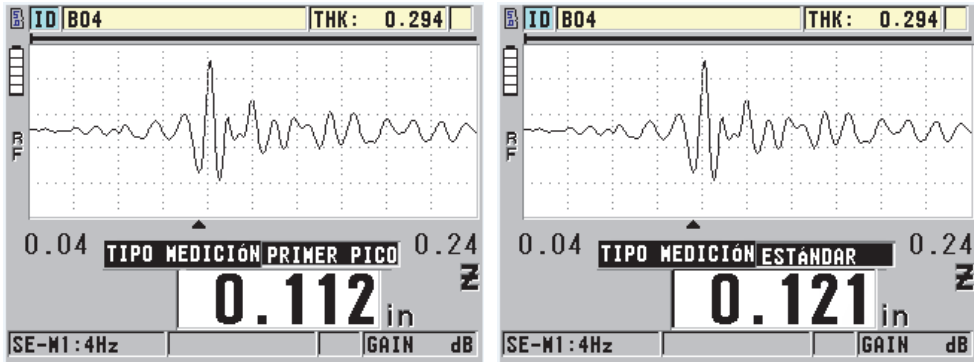 ID B04 THK: 0.294
RF
0.04 0.24
TIPO MEDICIÓN PRIMER PICO
0.112 in
SE-M1:4Hz GAIN dB
ID B04 THK: 0.294
RF
0.04 0.24
TIPO MEDICIÓN ESTÁNDAR
0.121 in
SE-M1:4Hz GAIN dB